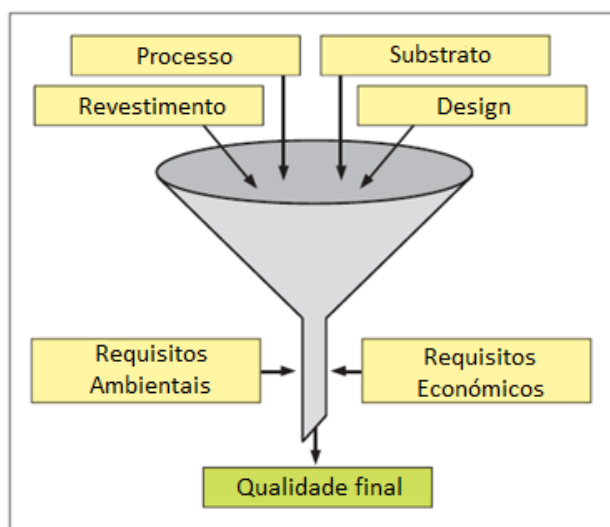 Processo
Substrato
Revestimento
Design
Requisitos
Ambientais
Requisitos
Económicos
Qualidade final